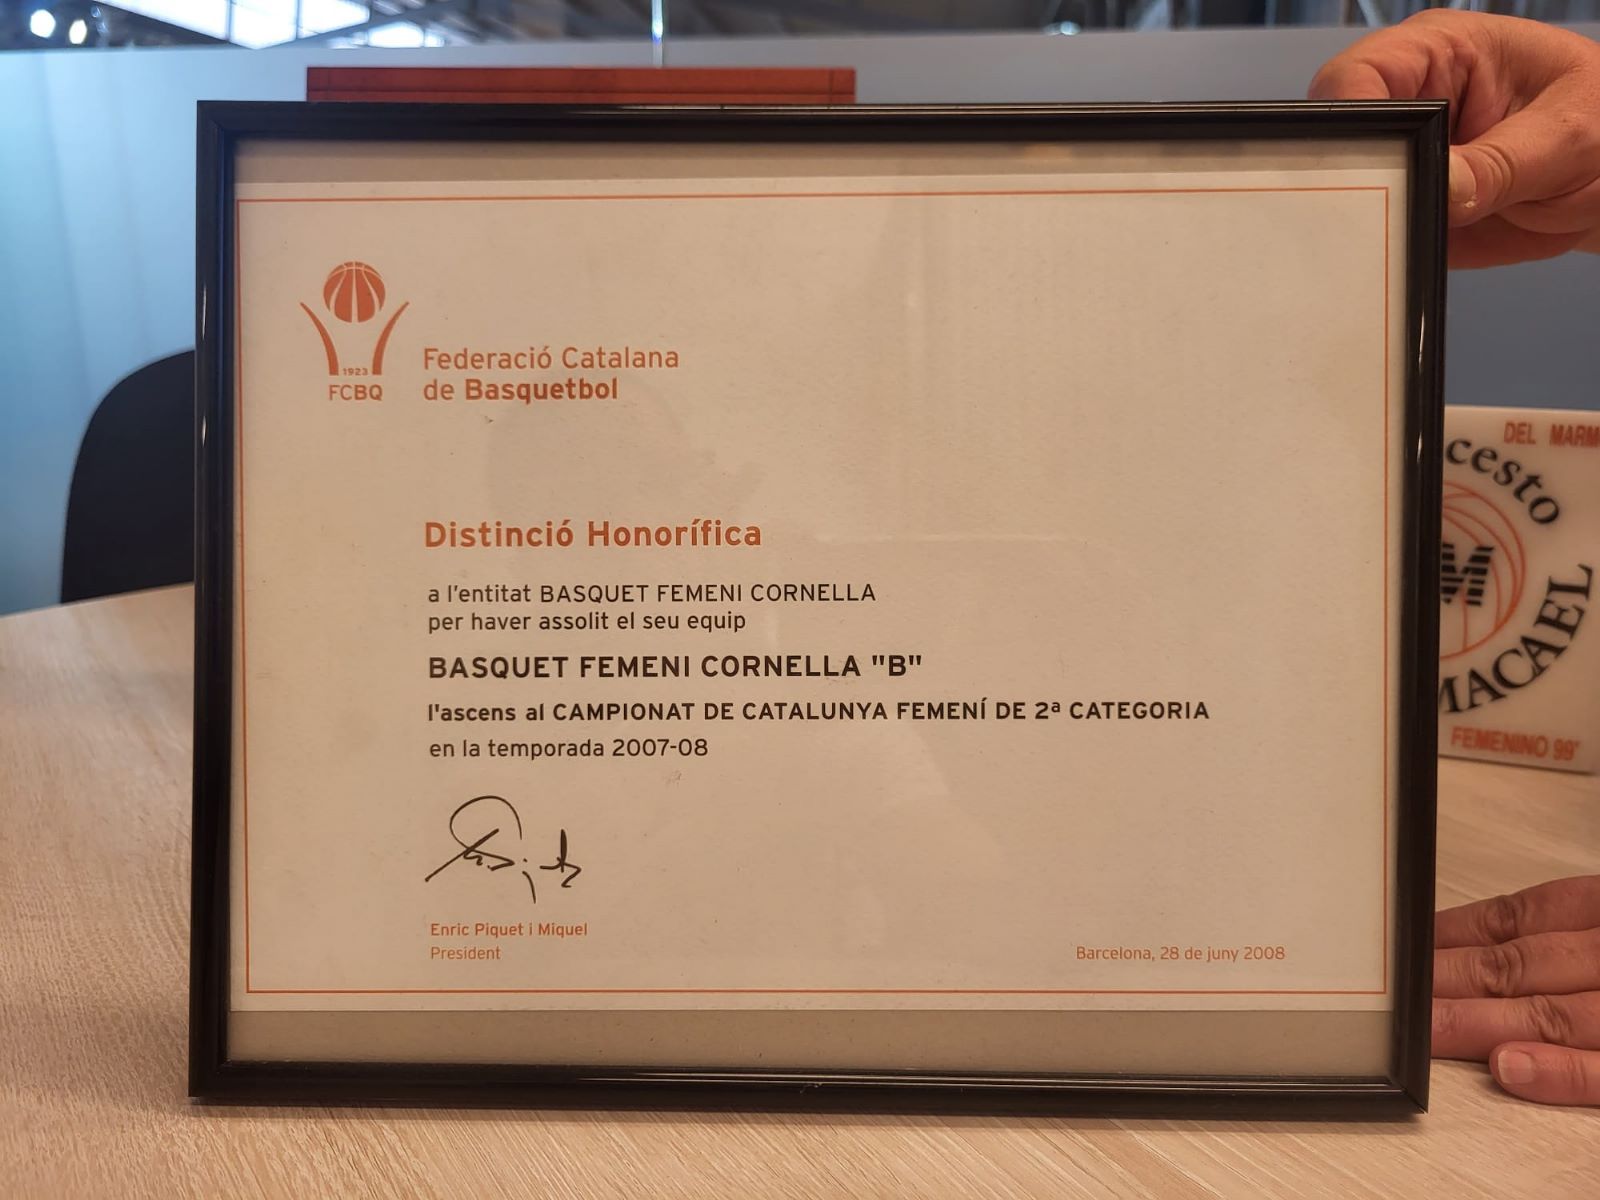 1923
FCBQ
Federació Catalana
de Basquetbol
Distinció Honorífica
a l'entitat BASQUET FEMENI CORNELLA
per haver assolit el seu equip
BASQUET FEMENI CORNELLA "B"
l'ascens al CAMPIONAT DE CATALUNYA FEMENÍ DE 2ª CATEGORIA
en la temporada 2007-08
Enric Piquet i Miquel
President
Barcelona, 28 de juny 2008
DEL MARM
cesto
M
MACAEL
FEMENINO 99'